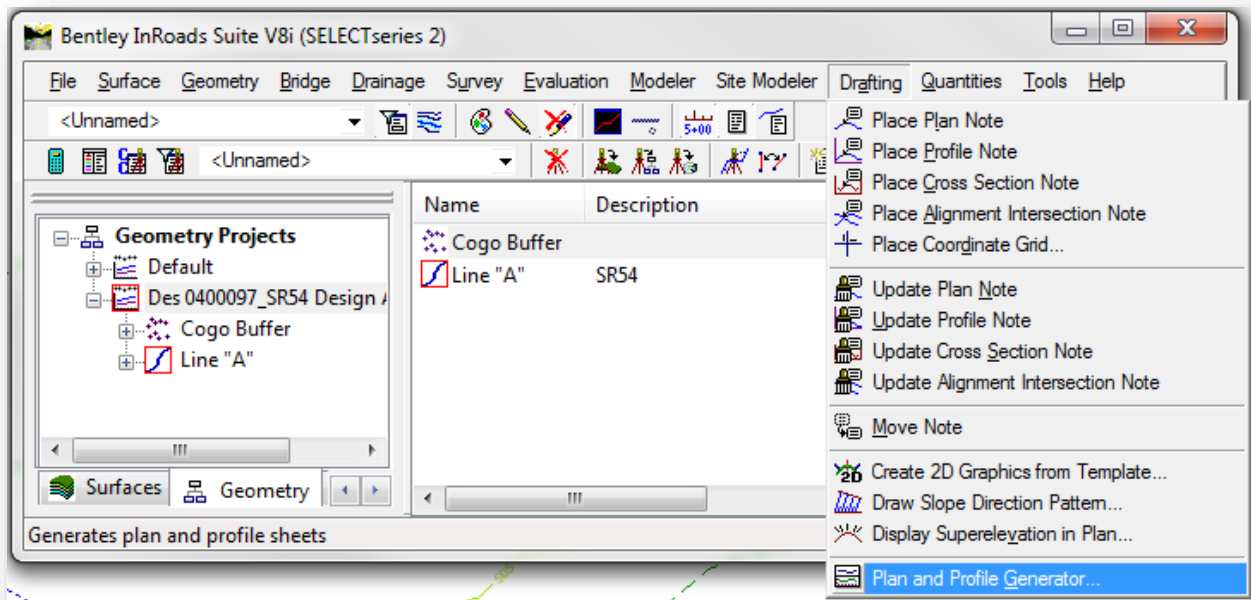 Bentley InRoads Suite V8i (SELECTseries 2)
File Surface Geometry Bridge Drainage Survey Evaluation Modeler Site Modeler Drafting Quantities Tools Help
<Unnamed>
5+00
<Unnamed>
Name Description
Geometry Projects
Default
Des 0400097_SR54 Design
Cogo Buffer
Line "A"
Cogo Buffer
Line "A" SR54
Surfaces Geometry
Generates plan and profile sheets
Place Plan Note
Place Profile Note
Place Cross Section Note
Place Alignment Intersection Note
Place Coordinate Grid...
Update Plan Note
Update Profile Note
Update Cross Section Note
Update Alignment Intersection Note
Move Note
2D Create 2D Graphics from Template...
Draw Slope Direction Pattern...
Display Superelevation in Plan...
Plan and Profile Generator...
505